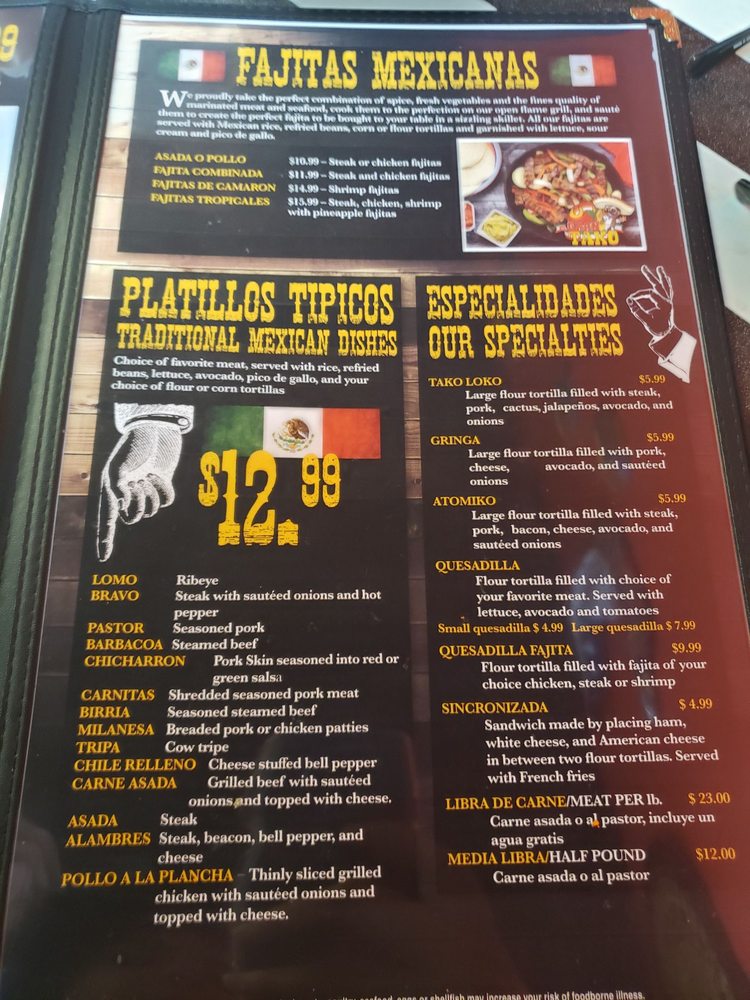 99
FAJITAS MEXICANAS
We proudly take the perfect combination of spice, fresh vegetables and the fines quality of
marinated meat and seafood, cook them to the perfection on our open flame grill, and sauté
them to create the perfect fajita to be bought to your table in a sizzling skillet. All our fajitas are
served with Mexican rice, refried beans, corn or flour tortillas and garnished with lettuce, sour
cream and pico de gallo.
ASADA O POLLO $10.99 – Steak or chicken fajitas
FAJITA COMBINADA $11.99 – Steak and chicken fajitas
FAJITAS DE CAMARON $14.99 – Shrimp fajitas
FAJITAS TROPICALES $15.99 – Steak, chicken, shrimp
with pineapple fajitas
TAKO
PLATILLOS TIPICOS
TRADITIONAL MEXICAN DISHES
Choice of favorite meat, served with rice, refried
beans, lettuce, avocado, pico de gallo, and your
choice of flour or corn tortillas
$12.99
LOMO Ribeye
BRAVO Steak with sautéed onions and hot
pepper
PASTOR Seasoned pork
BARBACOA Steamed beef
CHICHARRON Pork Skin seasoned into red or
green salsa
CARNITAS Shredded seasoned pork meat
BIRRIA Seasoned steamed beef
MILANESA Breaded pork or chicken patties
TRIPA Cow tripe
CHILE RELLENO Cheese stuffed bell pepper
CARNE ASADA Grilled beef with sautéed
onions and topped with cheese.
ASADA Steak
ALAMBRES Steak, beacon, bell pepper, and
cheese
POLLO A LA PLANCHA – Thinly sliced grilled
chicken with sautéed onions and
topped with cheese.
ESPECIALIDADES
OUR SPECIALTIES
TAKO LOKO $5.99
Large flour tortilla filled with steak,
pork, cactus, jalapeños, avocado, and
onions
GRINGA $5.99
Large flour tortilla filled with pork,
cheese, avocado, and sautéed
onions
ATOMIKO $5.99
Large flour tortilla filled with steak,
pork, bacon, cheese, avocado, and
sautéed onions
QUESADILLA
Flour tortilla filled with choice of
your favorite meat. Served with
lettuce, avocado and tomatoes
Small quesadilla $ 4.99 Large quesadilla $ 7.99
QUESADILLA FAJITA $9.99
Flour tortilla filled with fajita of your
choice chicken, steak or shrimp
SINCRONIZADA $ 4.99
Sandwich made by placing ham,
white cheese, and American cheese
in between two flour tortillas. Served
with French fries
LIBRA DE CARNE/MEAT PER lb. $ 23.00
Carne asada o al pastor, incluye un
agua gratis
MEDIA LIBRA/HALF POUND $12.00
Carne asada o al pastor
seafood, eggs or shellfish may increase your risk of foodborne illness.